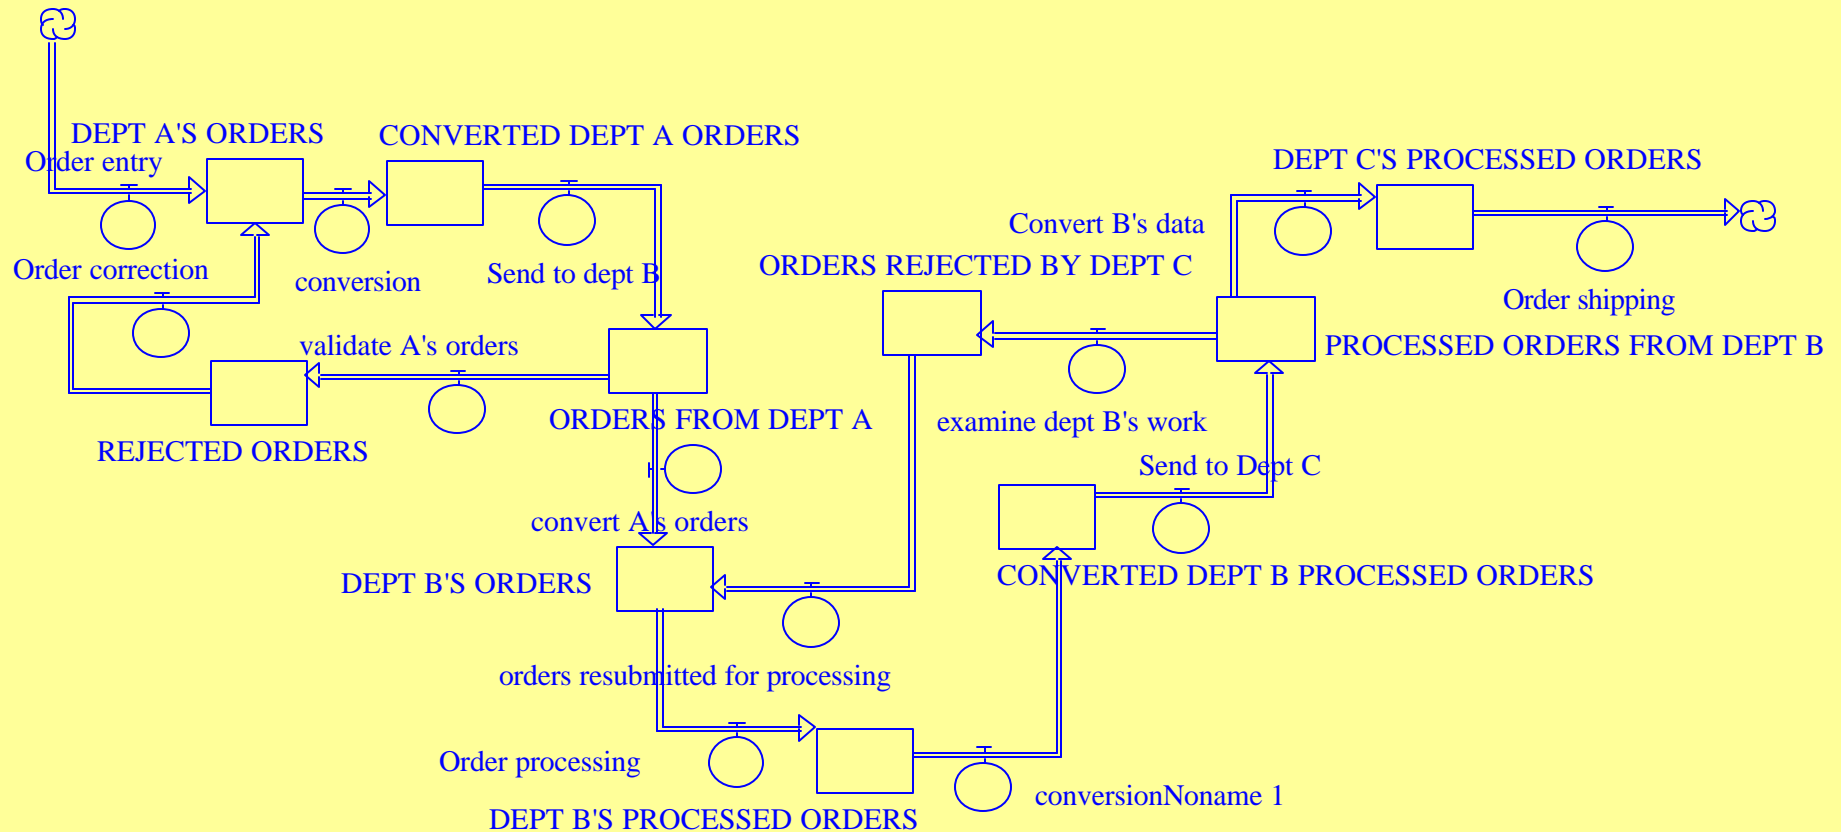 DEPT A'S ORDERS
CONVERTED DEPT A ORDERS
Order entry
DEPT C'S PROCESSED ORDERS
Convert B's data
ORDERS REJECTED BY DEPT C
Order correction
conversion
Send to dept B
Order shipping
validate A's orders
PROCESSED ORDERS FROM DEPT B
ORDERS FROM DEPT A
examine dept B's work
REJECTED ORDERS
Send to Dept C
convert A's orders
DEPT B'S ORDERS
CONVERTED DEPT B PROCESSED ORDERS
orders resubmitted for processing
Order processing
conversionNoname 1
DEPT B'S PROCESSED ORDERS